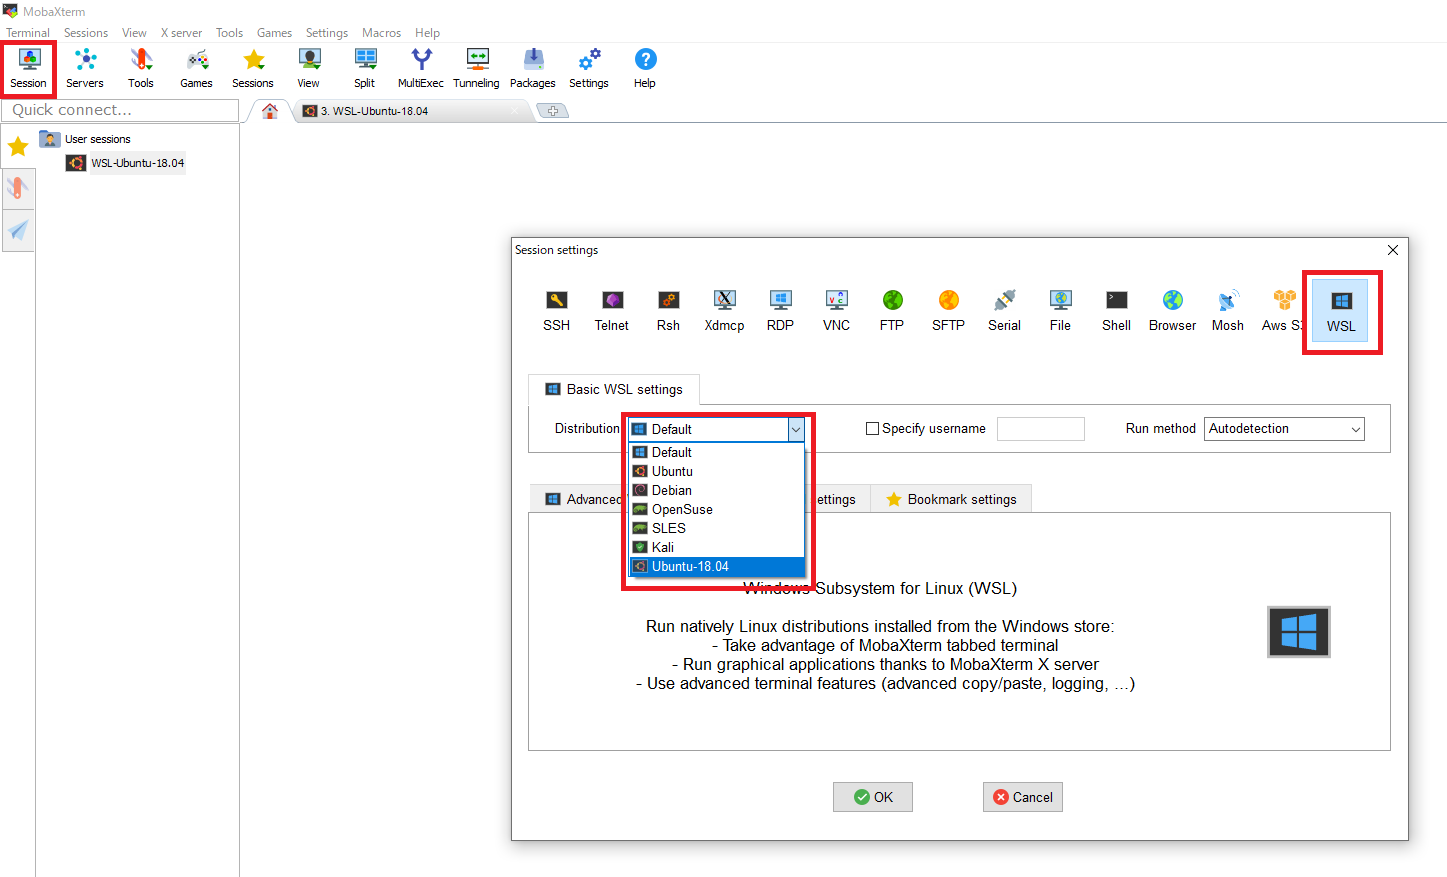 MobaXterm
Terminal Sessions View X server Tools Games Settings Macros Help
Session Servers Tools Games Sessions View Split MultiExec Tunneling Packages Settings Help
Quick connect...
3. WSL-Ubuntu-18.04
User sessions
WSL-Ubuntu-18.04
Session settings
SSH Telnet Rsh Xdmcp RDP VNC FTP SFTP Serial File Shell Browser Mosh Aws WSL
Basic WSL settings
Distribution Default Specify username Run method Autodetection
Default
Ubuntu
Debian
OpenSuse
SLES
Kali
Ubuntu-18.04
Advanced ettings Bookmark settings
Windows Subsystem for Linux (WSL)
Run natively Linux distributions installed from the Windows store:
- Take advantage of MobaXterm tabbed terminal
- Run graphical applications thanks to MobaXterm X server
- Use advanced terminal features (advanced copy/paste, logging, ...)
OK Cancel